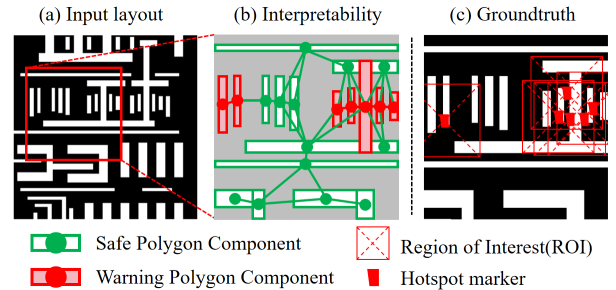 (a) Input layout
(b) Interpretability
(c) Groundtruth
Safe Polygon Component
Region of Interest(ROI)
Warning Polygon Component
Hotspot marker